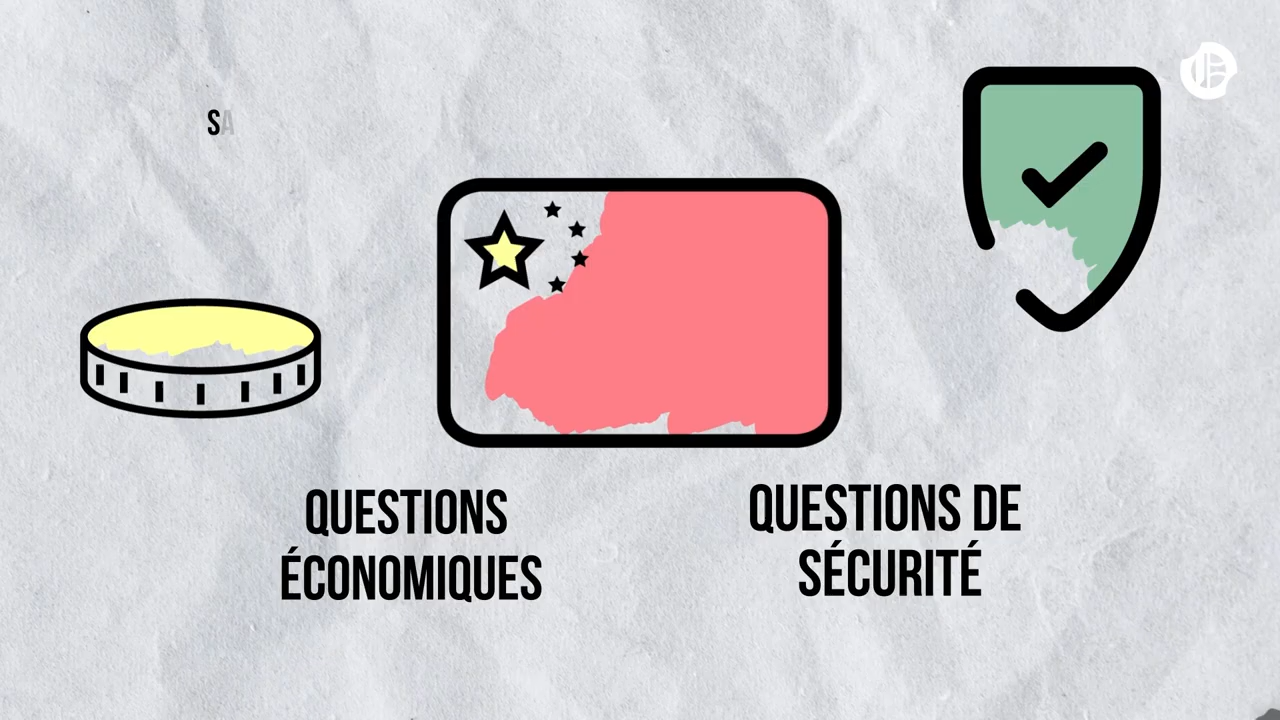 SA
QUESTIONS
ÉCONOMIQUES
QUESTIONS DE
SÉCURITÉ